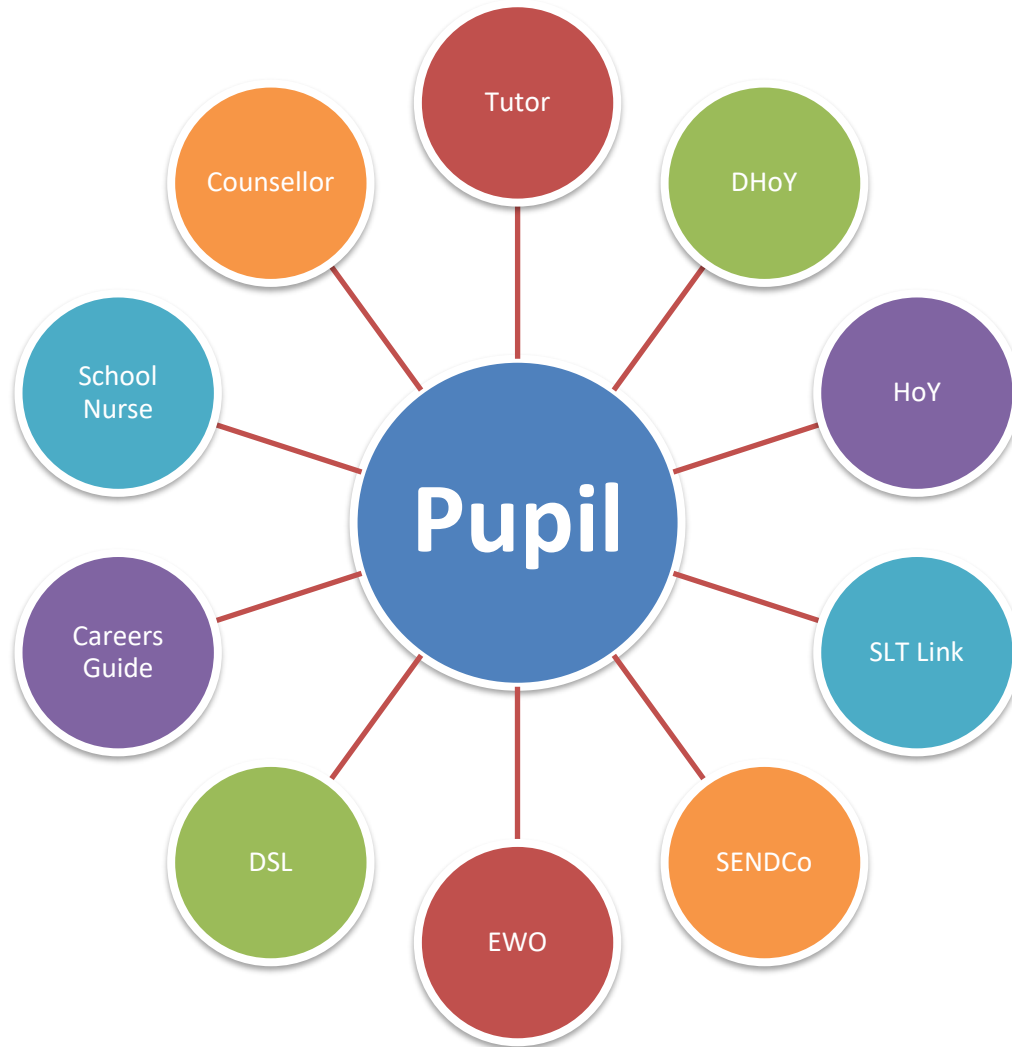 Tutor
DHoY
HoY
SLT Link
SENDCo
EWO
DSL
Careers
Guide
School
Nurse
Counsellor
Pupil